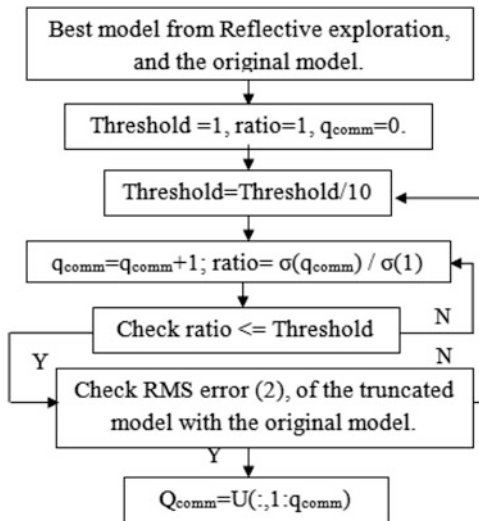 Best model from Reflective exploration,
and the original model.
Threshold =1, ratio=1, qcomm=0.
Threshold=Threshold/10
qcomm=qcomm+1; ratio= σ(qcomm) / σ(1)
Check ratio <= Threshold
N
Y
N
Check RMS error (2), of the truncated
model with the original model.
Y
Qcomm=U(:,1:qcomm)